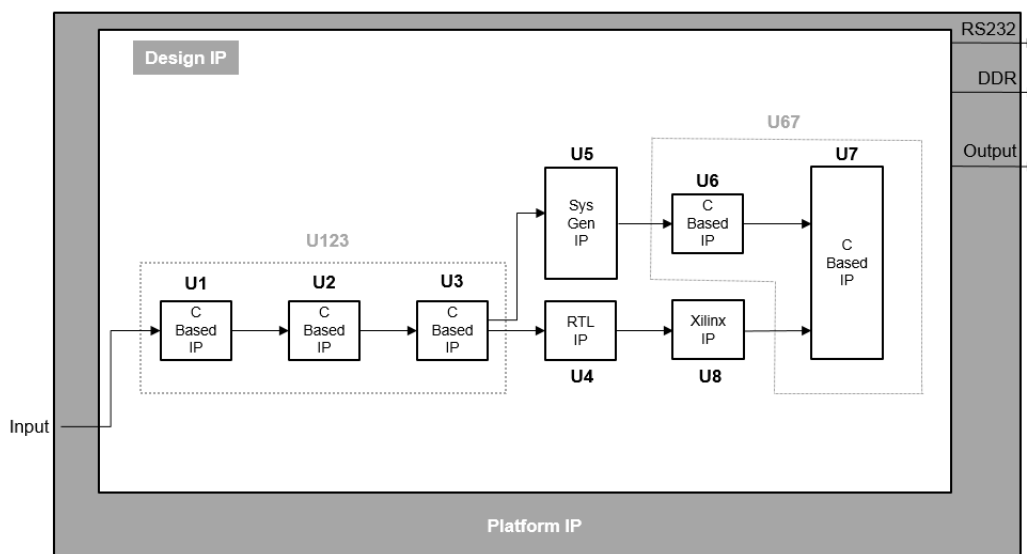 RS232
Design IP
DDR
U67
Output
U5
U7
U6
Sys
Gen
IP
C
Based
IP
U123
C
Based
IP
U1
U2
U3
C
Based
IP
C
Based
IP
C
Based
IP
RTL
IP
Xilinx
IP
U4
U8
Input
Platform IP